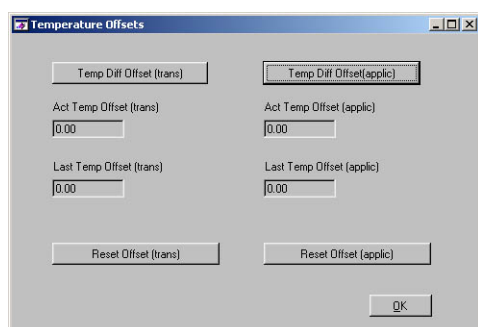 Temperature Offsets
Temp Diff Offset (trans) Temp Diff Offset(applic)
Act Temp Offset (trans) Act Temp Offset (applic)
0.00 0.00
Last Temp Offset (trans) Last Temp Offset (applic)
0.00 0.00
Reset Offset (trans) Reset Offset (applic)
OK